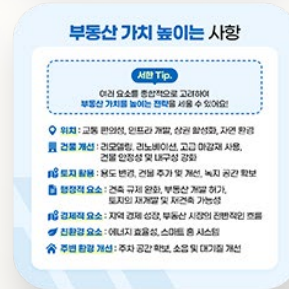 부동산 가치 높이는 사항
서한 Tip.
여러 요소를 종합적으로 고려하여
부동산 가치를 높이는 전략을 세울 수 있어요!
위치 : 교통 편의성, 인프라 개발, 상권 활성화, 자연 환경
건물 개선 : 리모델링, 리노베이션, 고급 마감재 사용,
건물 안정성 및 내구성 강화
토지 활용 : 용도 변경, 건물 추가 및 개선, 녹지 공간 확보
행정적 요소 : 건축 규제 완화, 부동산 개발 허가,
토지의 재개발 및 재건축 가능성
경제적 요소 : 지역 경제 성장, 부동산 시장의 전반적인 흐름
친환경 요소 : 에너지 효율성, 스마트 홈 시스템
주변 환경 개선 : 주차 공간 확보, 소음 및 대기질 개선